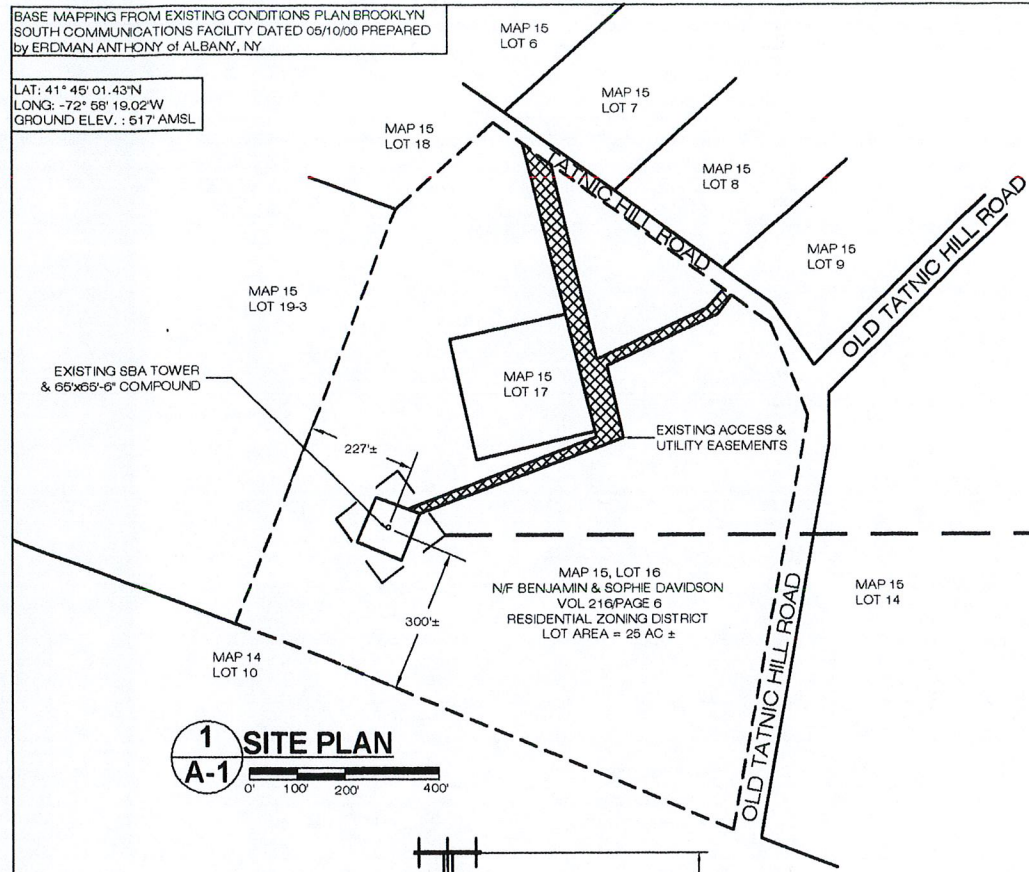 BASE MAPPING FROM EXISTING CONDITIONS PLAN BROOKLYN
SOUTH COMMUNICATIONS FACILITY DATED 05/10/00 PREPARED
by ERDMAN ANTHONY of ALBANY, NY
LAT: 41° 45' 01.43"N
LONG: -72° 58' 19.02"W
GROUND ELEV. : 517' AMSL
MAP 15
LOT 6
MAP 15
LOT 7
MAP 15
LOT 18
MAP 15
LOT 8
TATNIC HILL ROAD
MAP 15
LOT 9
OLD TATNIC HILL ROAD
MAP 15
LOT 19-3
EXISTING SBA TOWER
& 65'x65'-6" COMPOUND
MAP 15
LOT 17
EXISTING ACCESS &
UTILITY EASEMENTS
227'±
MAP 15, LOT 16
N/F BENJAMIN & SOPHIE DAVIDSON
VOL 216/PAGE 6
RESIDENTIAL ZONING DISTRICT
LOT AREA = 25 AC ±
MAP 15
LOT 14
300'±
OLD TATNIC HILL ROAD
MAP 14
LOT 10
1
A-1
SITE PLAN
0' 100' 200' 400'